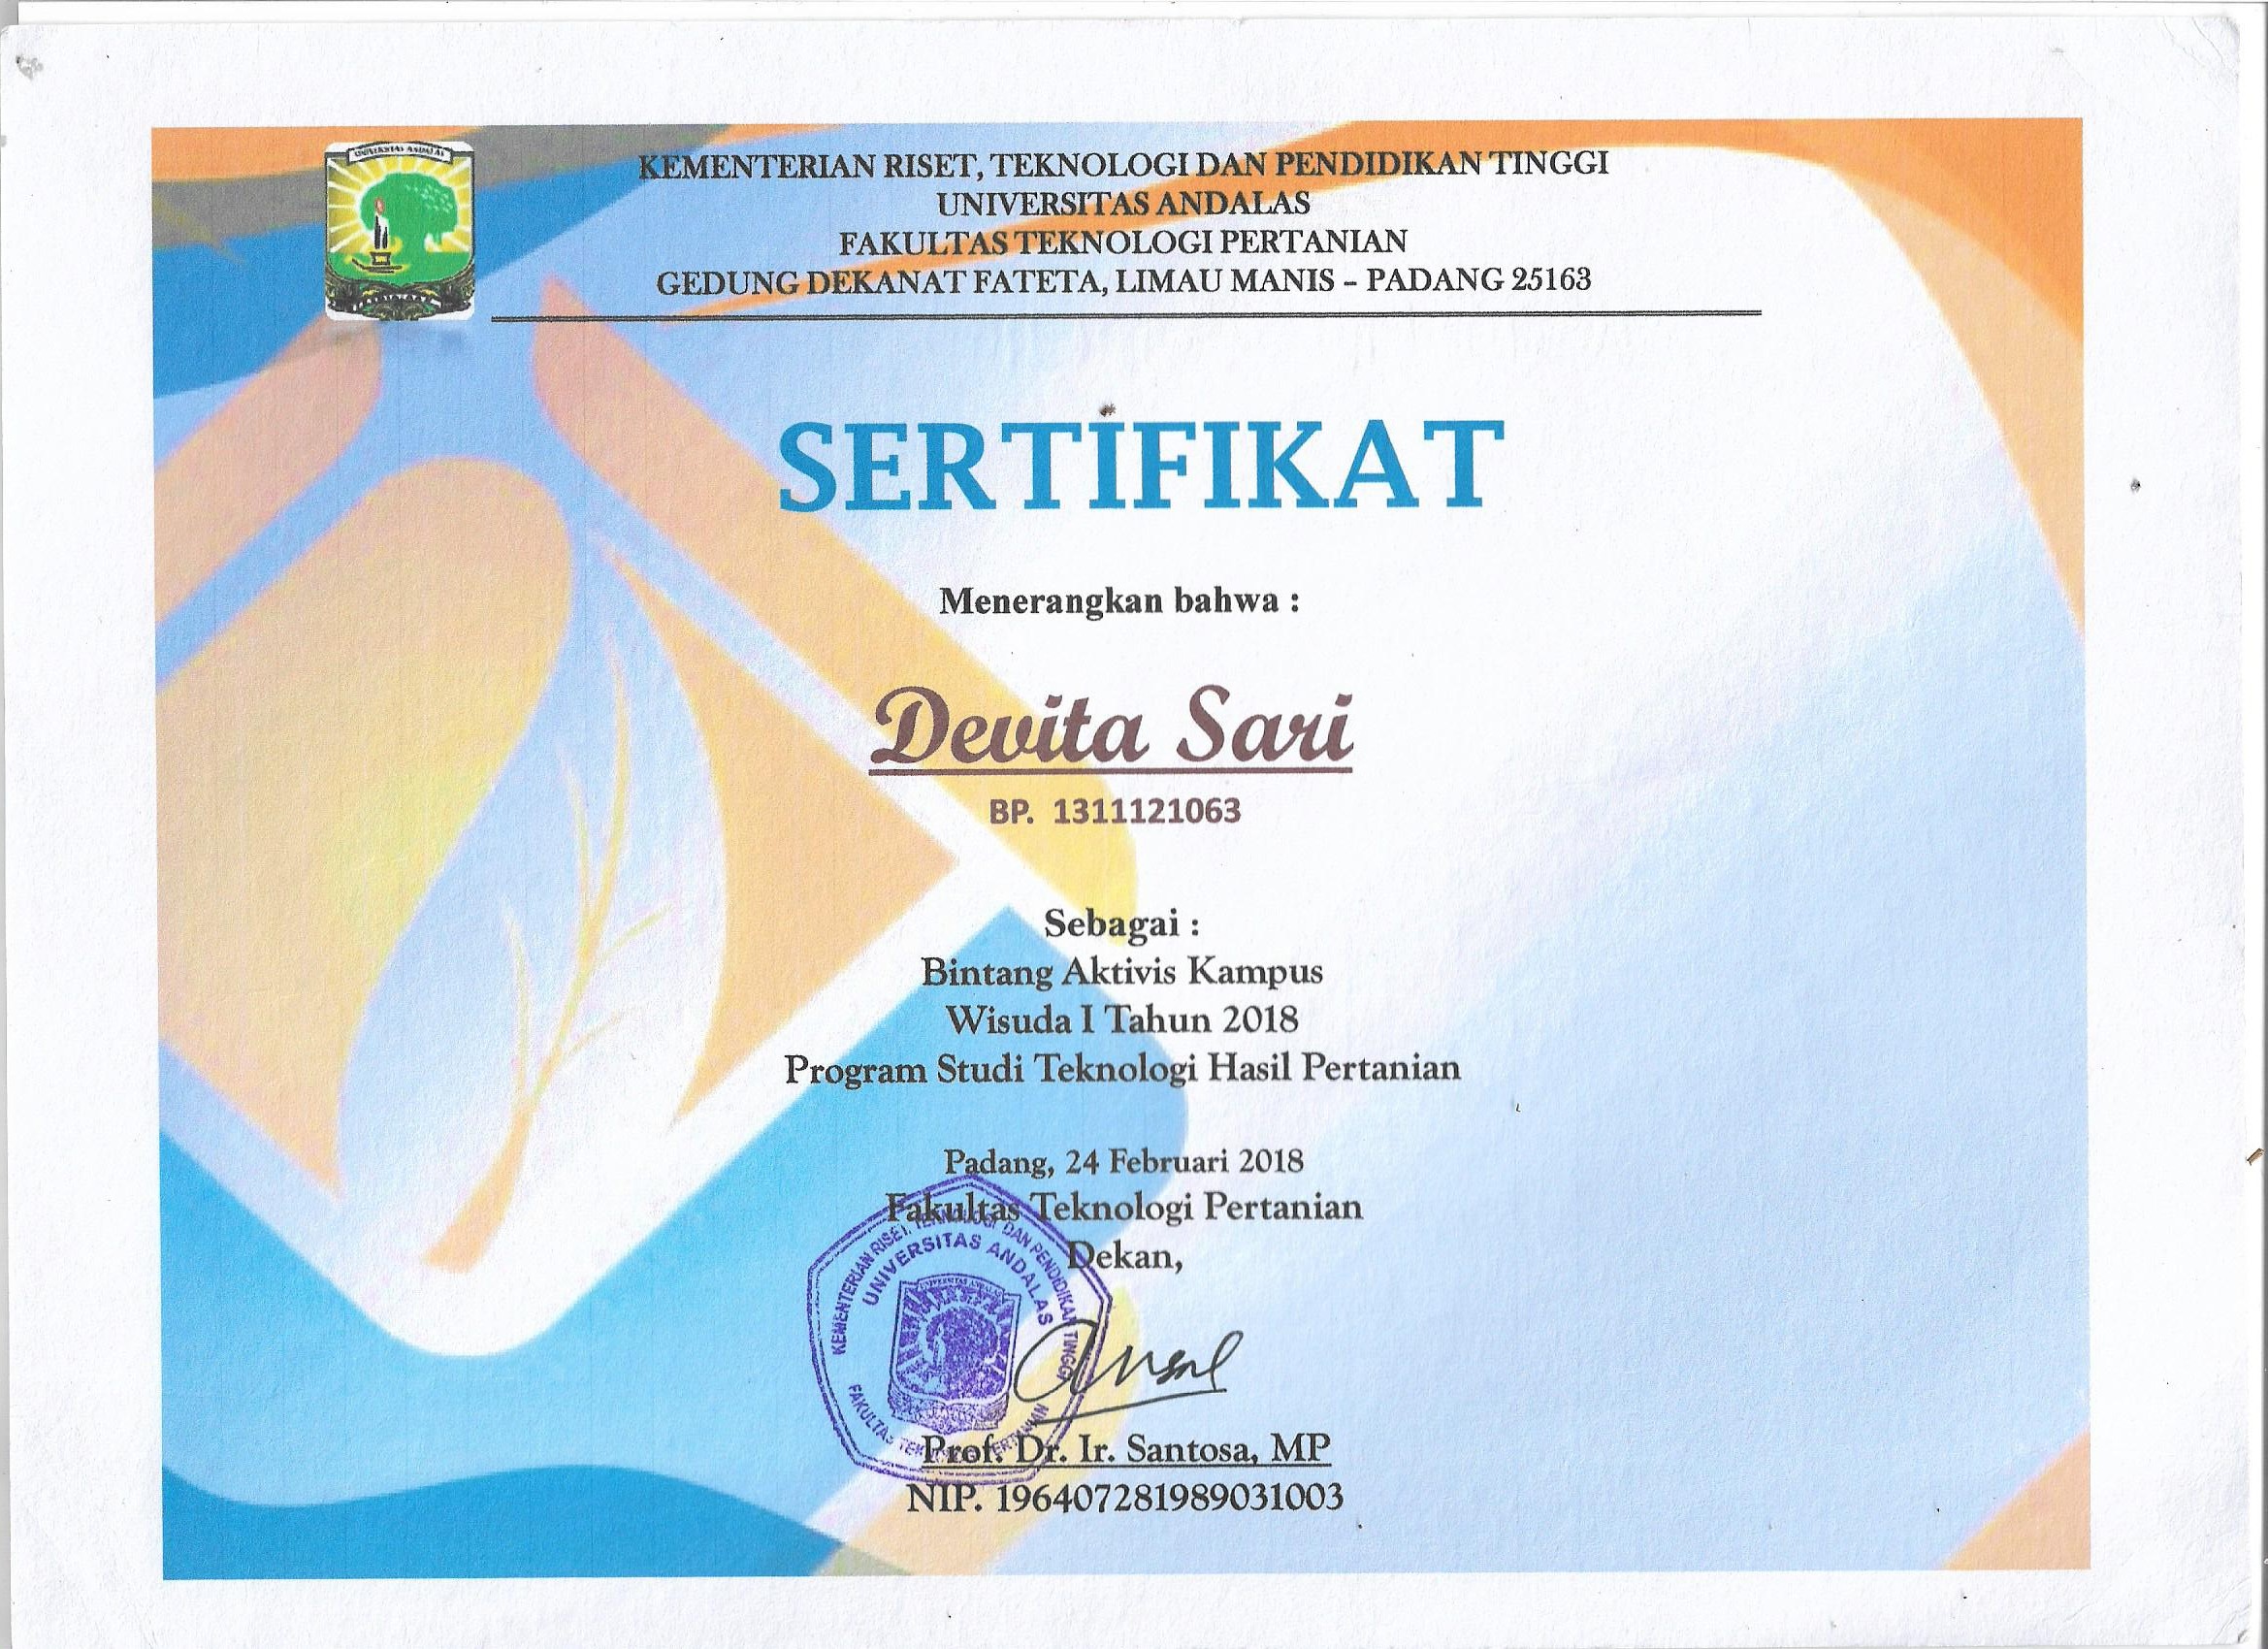 UNIVERSITAS ANDALAS
KEMENTERIAN RISET, TEKNOLOGI DAN PENDIDIKAN TINGGI
UNIVERSITAS ANDALAS
FAKULTAS TEKNOLOGI PERTANIAN
GEDUNG DEKANAT FATETA, LIMAU MANIS – PADANG 25163
SERTIFIKAT
Menerangkan bahwa :
Devita Sari
BP. 1311121063
Sebagai :
Bintang Aktivis Kampus
Wisuda I Tahun 2018
Program Studi Teknologi Hasil Pertanian
Padang, 24 Februari 2018
Fakultas Teknologi Pertanian
Dekan,
KEMENTERIAN RISET, TEKNOLOGI DAN PENDIDIKAN TINGGI
UNIVERSITAS ANDALAS
UNIVERSITAS ANDALAS
FAKULTAS TEKNOLOGI PERTANIAN
Prof. Dr. Ir. Santosa, MP
NIP. 196407281989031003